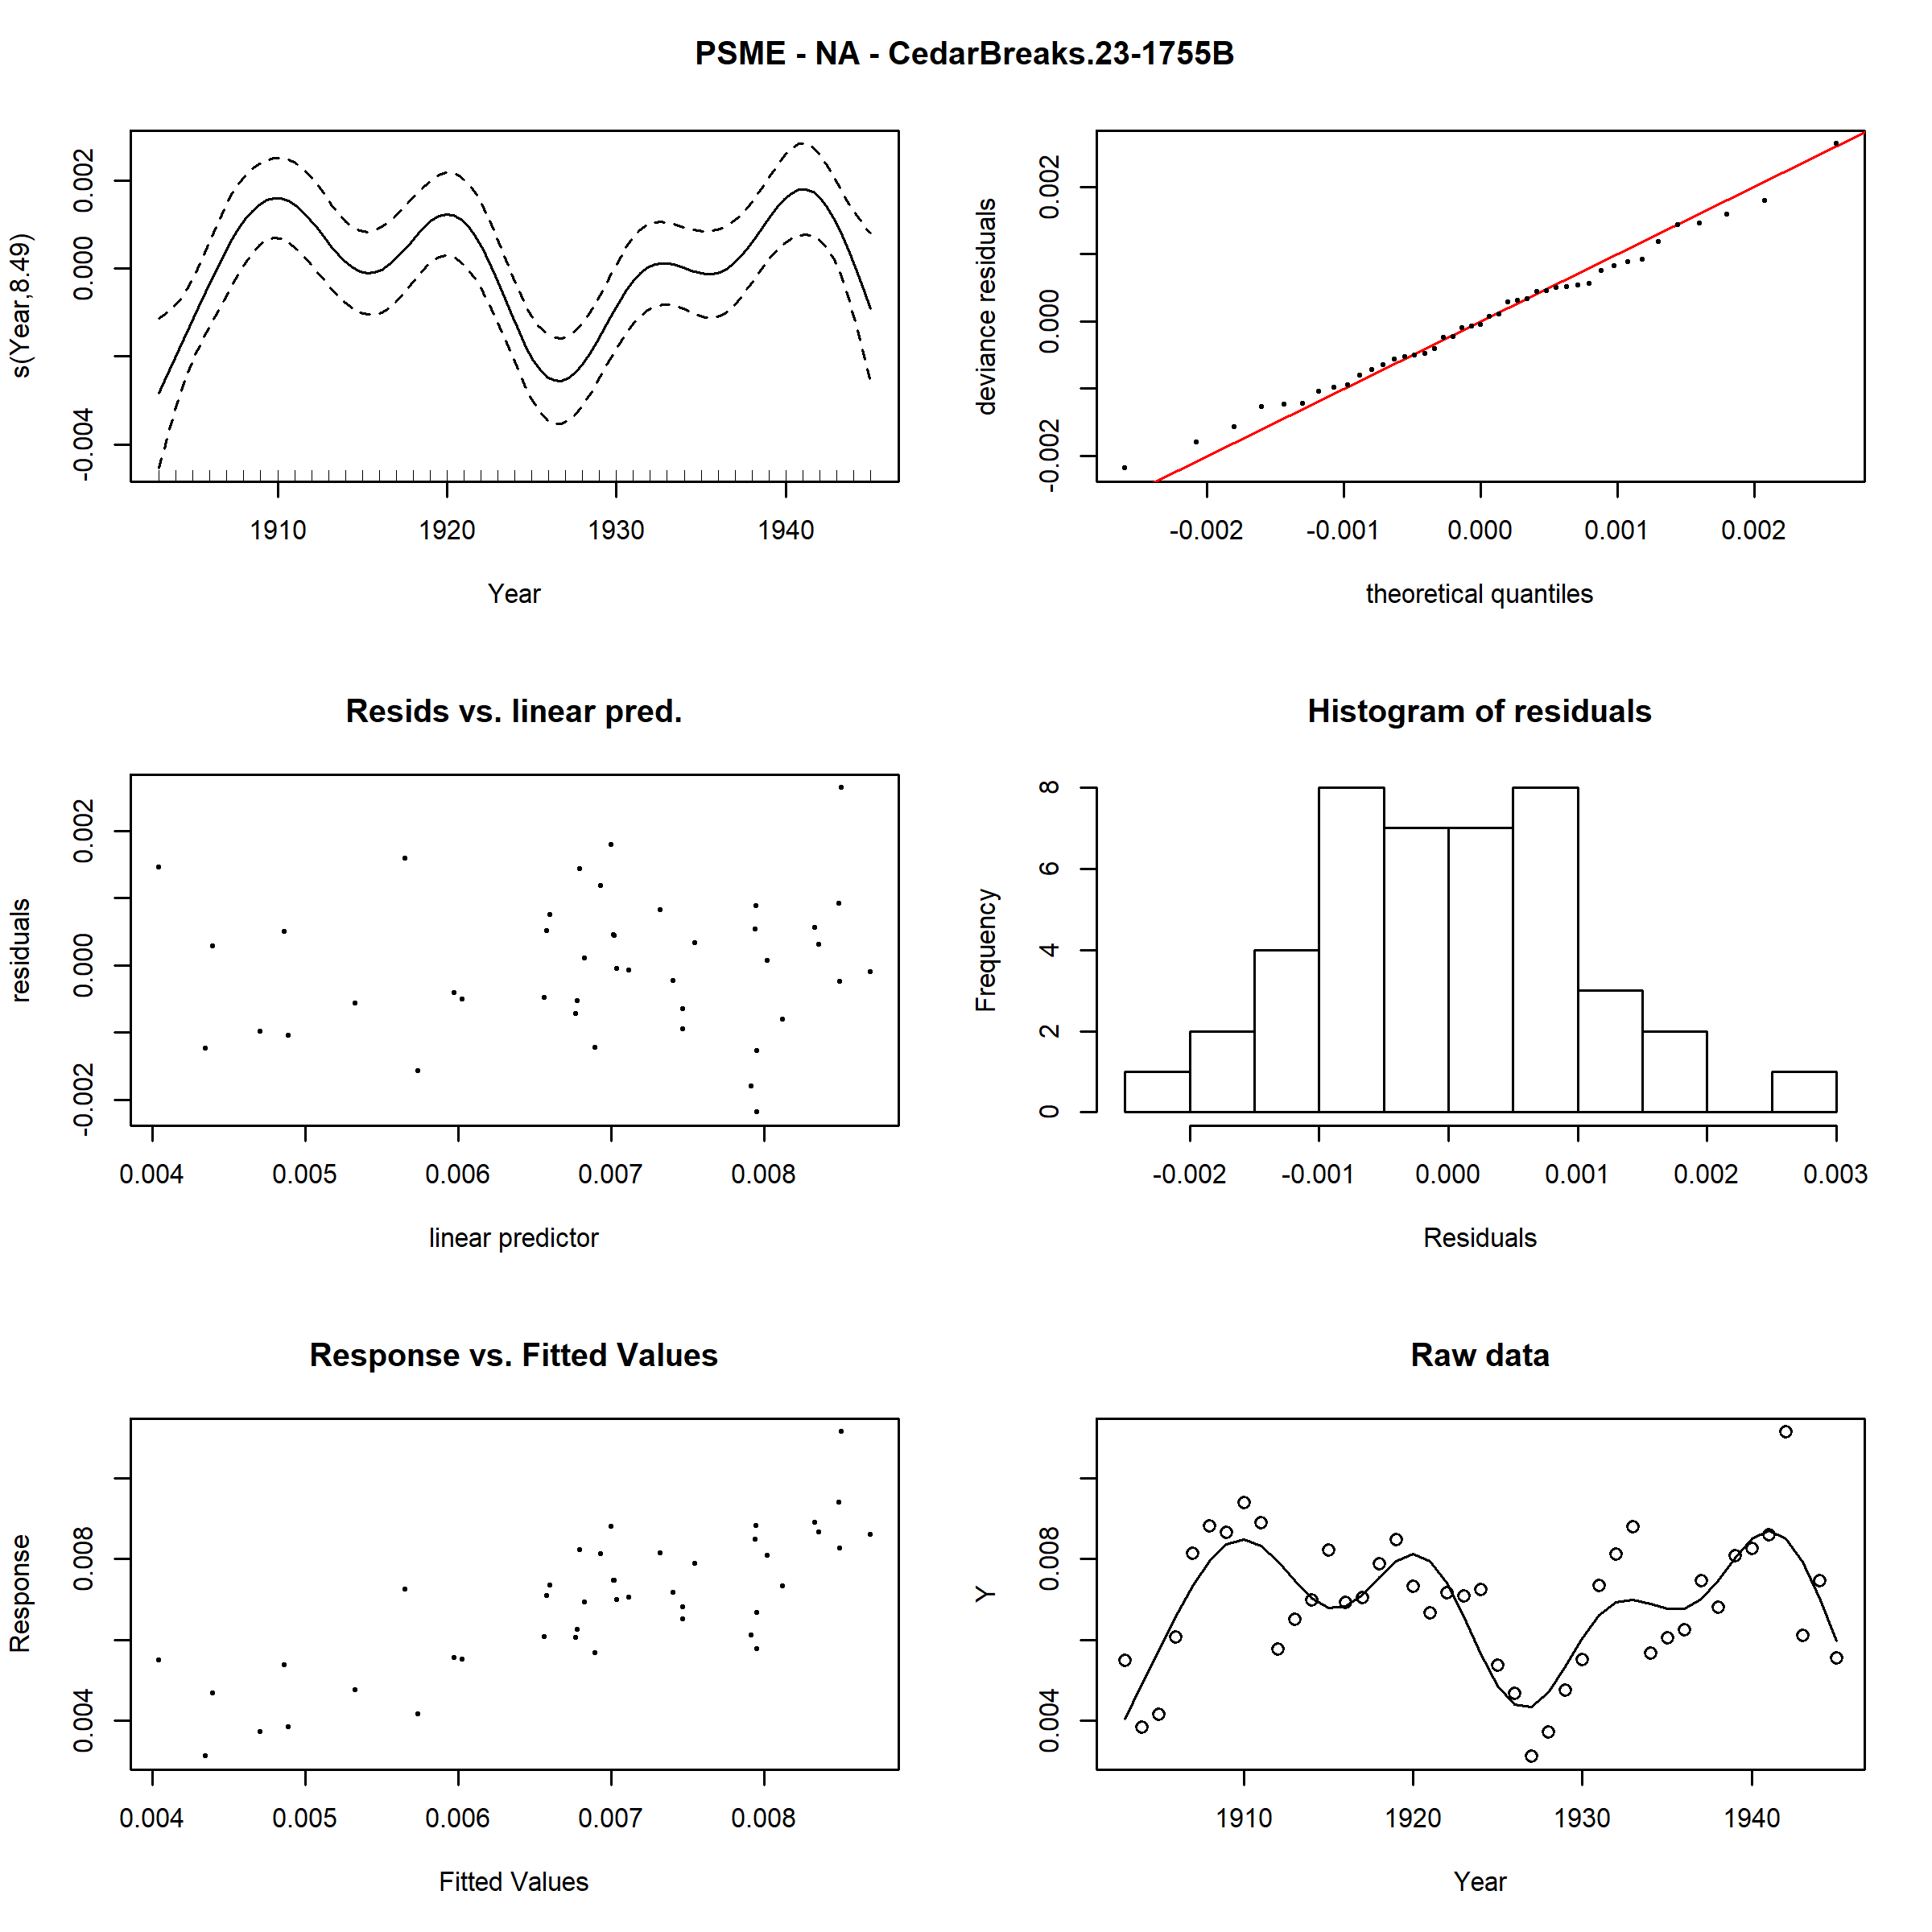 PSME - NA - CedarBreaks.23-1755B
s(Year,8.49)
-0.004 0.000 0.002
1910 1920 1930 1940
Year
deviance residuals
-0.002 0.000 0.002
-0.002 -0.001 0.000 0.001 0.002
theoretical quantiles
Resids vs. linear pred.
residuals
-0.002 0.000 0.002
0.004 0.005 0.006 0.007 0.008
linear predictor
Histogram of residuals
Frequency
0 2 4 6 8
-0.002 -0.001 0.000 0.001 0.002 0.003
Residuals
Response vs. Fitted Values
Response
0.004 0.008
0.004 0.005 0.006 0.007 0.008
Fitted Values
Raw data
Y
0.004 0.008
1910 1920 1930 1940
Year